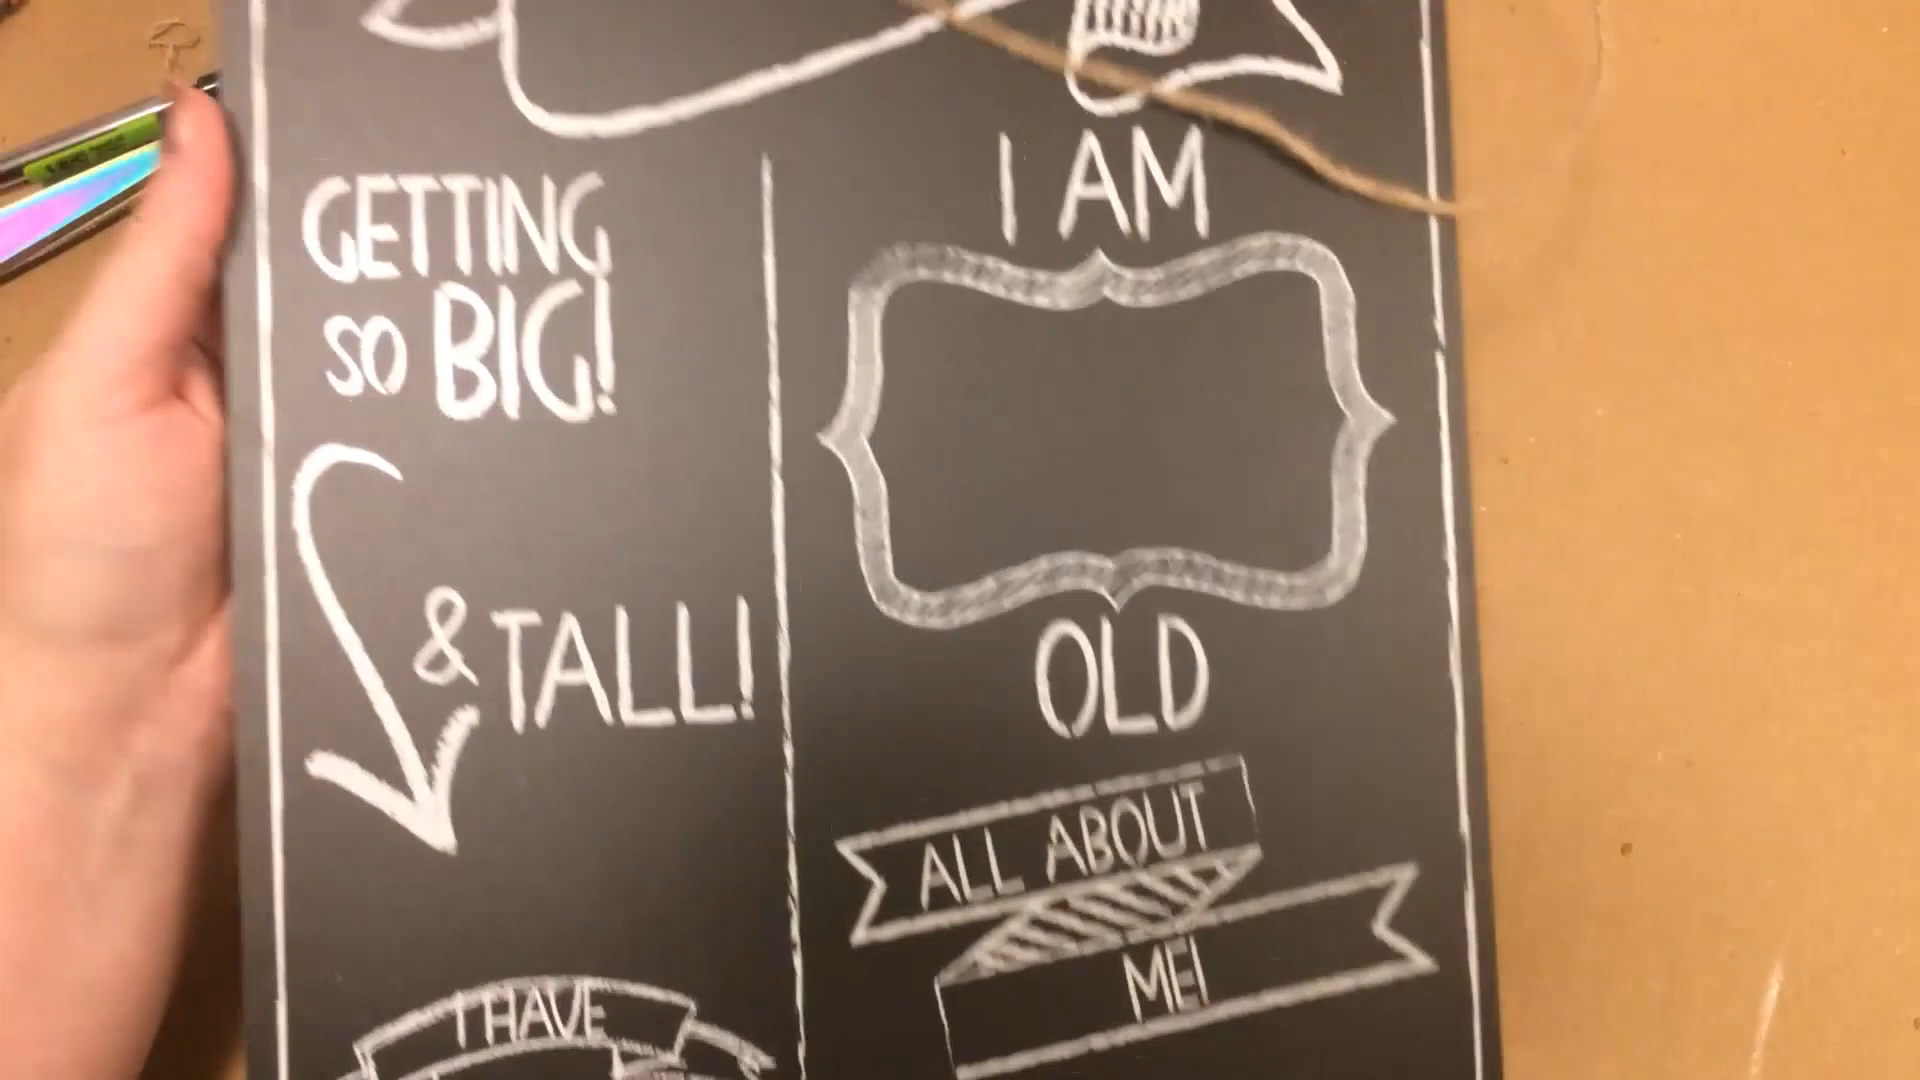 GETTING
SO BIG!
& TALL!
I HAVE
I AM
OLD
ALL ABOUT
ME!